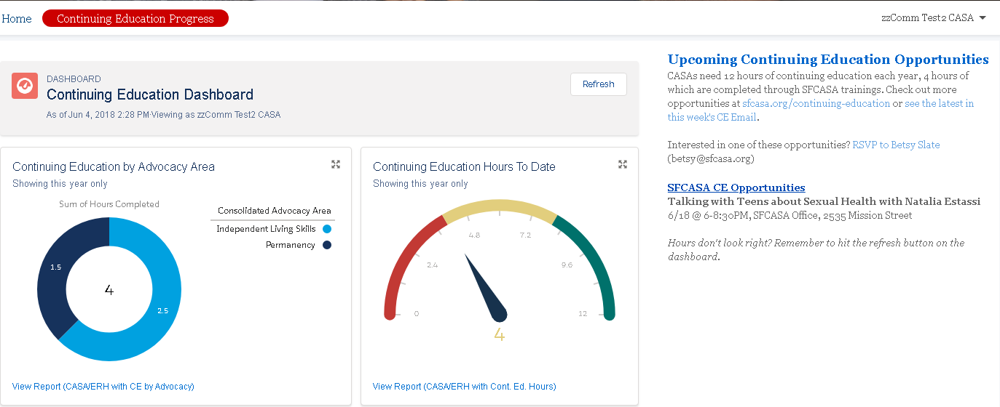 Home
Continuing Education Progress
zzComm Test2 CASA
DASHBOARD
Continuing Education Dashboard
As of Jun 4, 2018 2:28 PM·Viewing as zzComm Test2 CASA
Refresh
Continuing Education by Advocacy Area
Showing this year only
Sum of Hours Completed
Consolidated Advocacy Area
Independent Living Skills
Permanency
1.5
4
2.5
View Report (CASA/ERH with CE by Advocacy)
Continuing Education Hours To Date
Showing this year only
0
2.4
4.8
7.2
9.6
12
4
View Report (CASA/ERH with Cont. Ed. Hours)
Upcoming Continuing Education Opportunities
CASAs need 12 hours of continuing education each year, 4 hours of
which are completed through SFCASA trainings. Check out more
opportunities at sfcasa.org/continuing-education or see the latest in
this week's CE Email.
Interested in one of these opportunities? RSVP to Betsy Slate
(betsy@sfcasa.org)
SFCASA CE Opportunities
Talking with Teens about Sexual Health with Natalia Estassi
6/18 @ 6-8:30PM, SFCASA Office, 2535 Mission Street
Hours don't look right? Remember to hit the refresh button on the
dashboard.